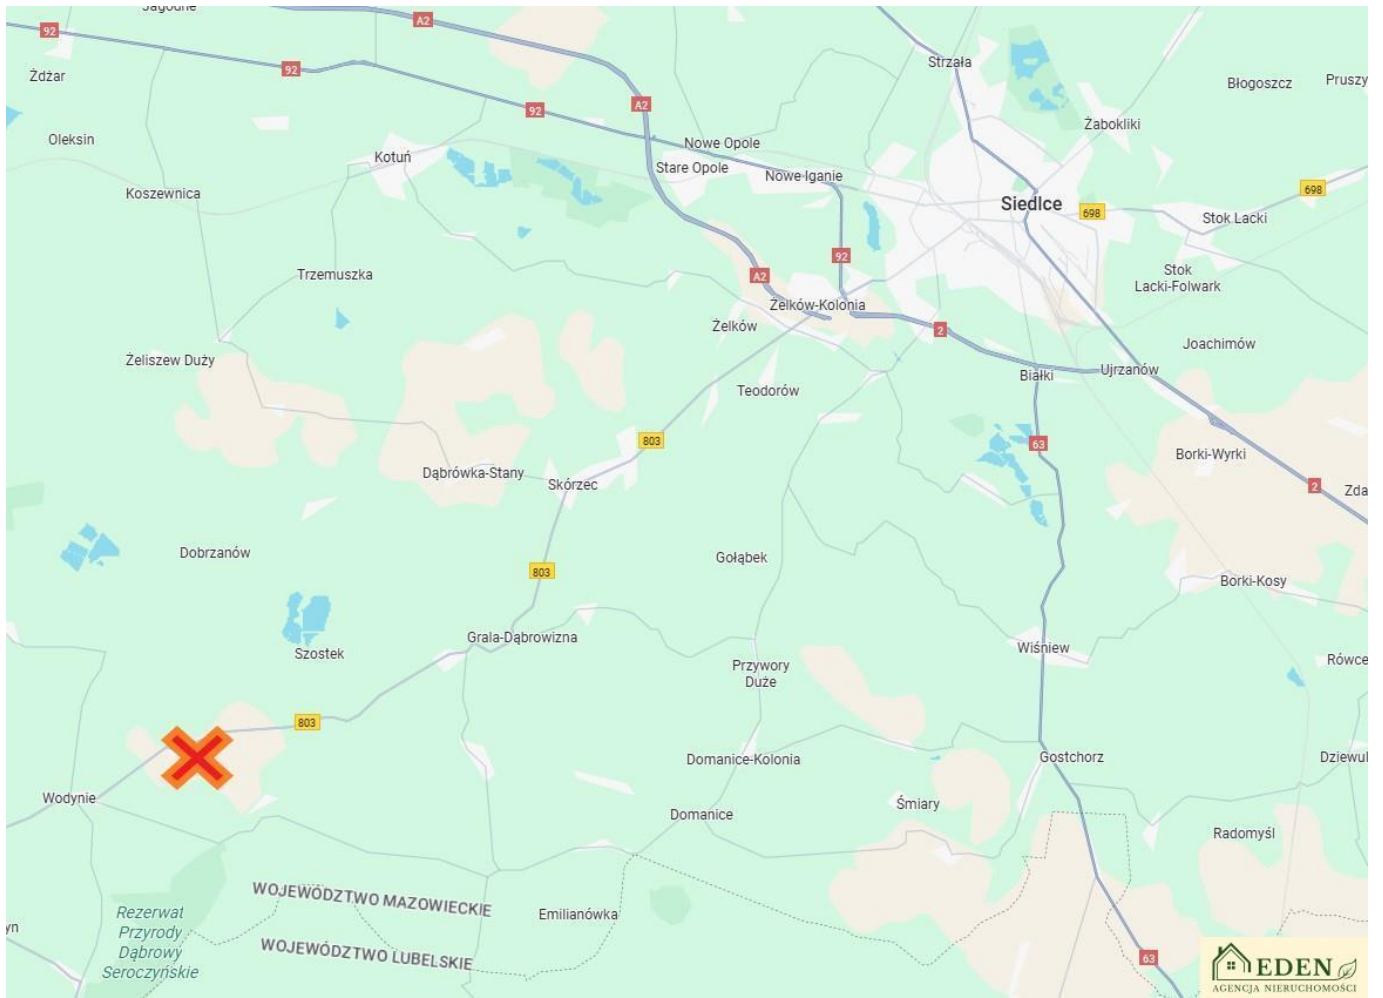 Jagodne
92
A2
Żdżar
92
Strzała
Błogoszcz
Pruszy
92
A2
Żabokliki
Oleksin
Nowe Opole
Kotuń
Stare Opole
Nowe Iganie
Koszewnica
Siedlce
698
698
Stok Lacki
Trzemuszka
A2
92
Stok
Lacki-Folwark
Żelków-Kolonia
Żelków
2
Żeliszew Duży
Joachimów
Teodorów
Białki
Ujrzanów
803
63
Borki-Wyrki
Dąbrówka-Stany
Skórzec
2
Zda
Dobrzanów
Gołąbek
803
Borki-Kosy
Grala-Dąbrowizna
Szostek
Wiśniew
Przywory
Duże
Równce
803
Domanice-Kolonia
Gostchorz
Dziewul
Wodynie
Śmiary
Domanice
Radomyśl
WOJEWÓDZTWO MAZOWIECKIE
Emilianówka
Rezerwat
Przyrody
Dąbrowy
Seroczyńskie
yn
WOJEWÓDZTWO LUBELSKIE
63
EDEN
AGENCJA NIERUCHOMOŚCI